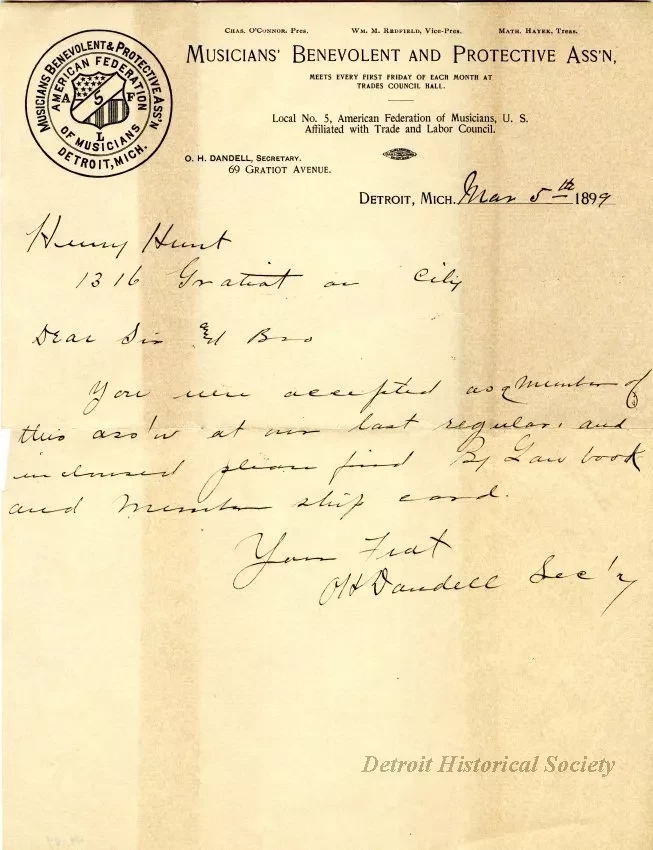 Chas. O'Connor, Pres. Wm. M. Redfield, Vice-Pres. Math. Hayek, Treas.
Musicians' Benevolent and Protective Ass'n,
MEETS EVERY FIRST FRIDAY OF EACH MONTH AT
TRADES COUNCIL HALL.
Local No. 5, American Federation of Musicians, U. S.
Affiliated with Trade and Labor Council.
MUSICIANS BENEVOLENT & PROTECTIVE ASS'N
AMERICAN FEDERATION
A 5 F
L
OF MUSICIANS
DETROIT, MICH.
O. H. DANDELL, Secretary.
69 Gratiot Avenue.
Detroit, Mich. Mar 5th 1899
Henry Hunt
1316 Gratiot av City
Dear Sir and Bro
You were accepted as a member of
this ass'n at our last regular, and
inclosed please find By Law book
and Member ship card.
Your Frat
OH Dandell Sec'y
Detroit Historical Society